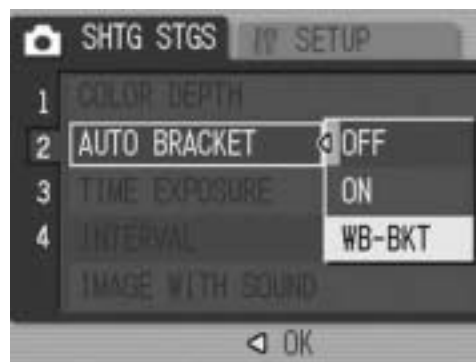 SHTG STGS SETUP
1 COLOR DEPTH
2 AUTO BRACKET OFF
3 TIME EXPOSURE ON
4 INTERVAL WB-BKT
IMAGE WITH SOUND
OK